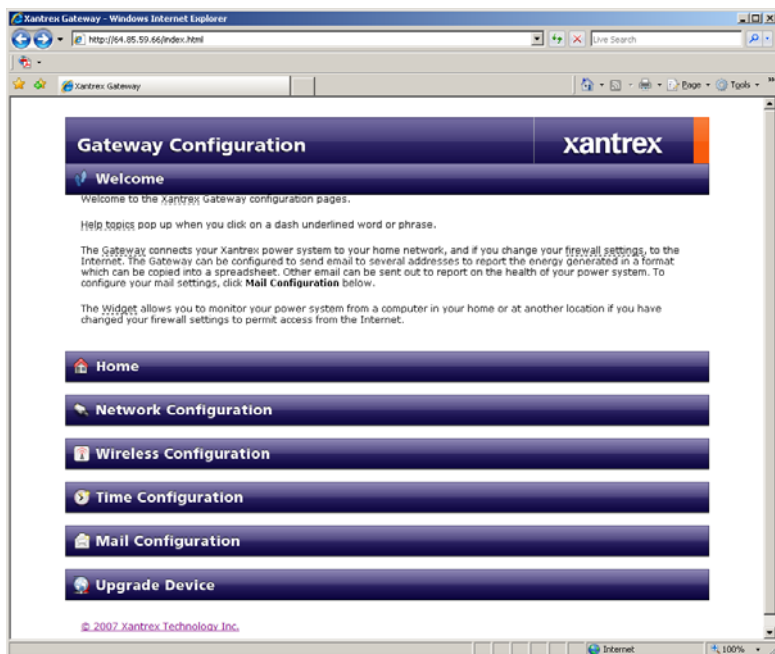 Xantrex Gateway - Windows Internet Explorer
http://64.85.59.66/index.html
Live Search
Xantrex Gateway
Page
Tools
Gateway Configuration
xantrex
Welcome
Welcome to the Xantrex Gateway configuration pages.
Help topics pop up when you click on a dash underlined word or phrase.
The Gateway connects your Xantrex power system to your home network, and if you change your firewall settings, to the
Internet. The Gateway can be configured to send email to several addresses to report the energy generated in a format
which can be copied into a spreadsheet. Other email can be sent out to report on the health of your power system. To
configure your mail settings, click Mail Configuration below.
The Widget allows you to monitor your power system from a computer in your home or at
another location if you have
changed your firewall settings to permit access from the Internet.
Home
Network Configuration
Wireless Configuration
Time Configuration
Mail Configuration
Upgrade Device
© 2007 Xantrex Technology Inc.
Internet
100%